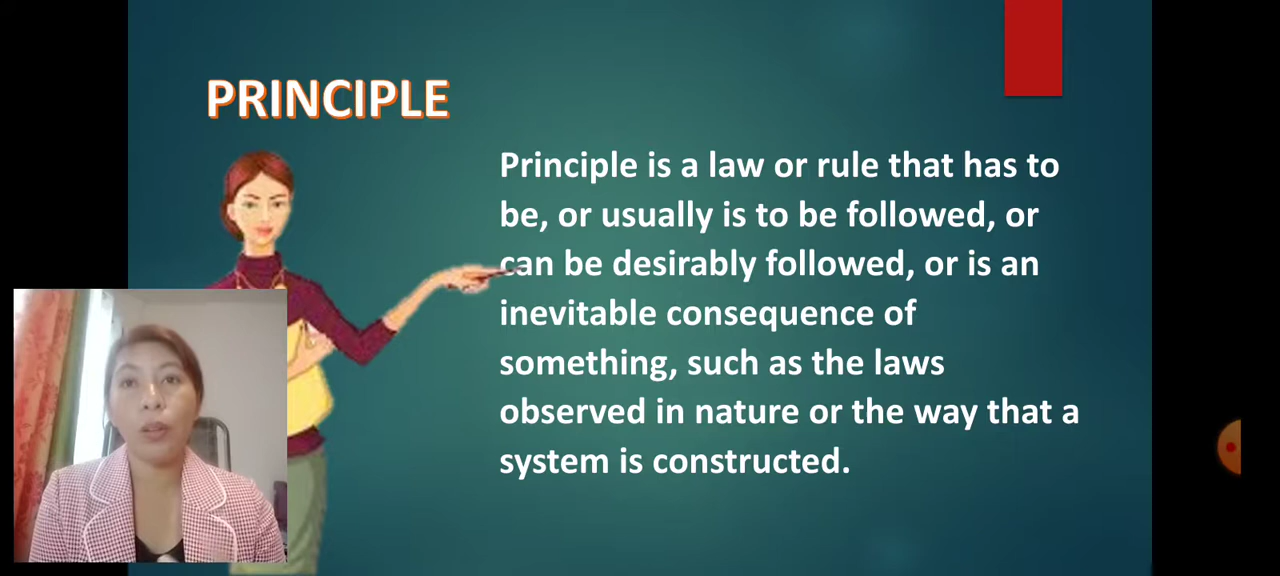 PRINCIPLE
Principle is a law or rule that has to
be, or usually is to be followed, or
can be desirably followed, or is an
inevitable consequence of
something, such as the laws
observed in nature or the way that a
system is constructed.